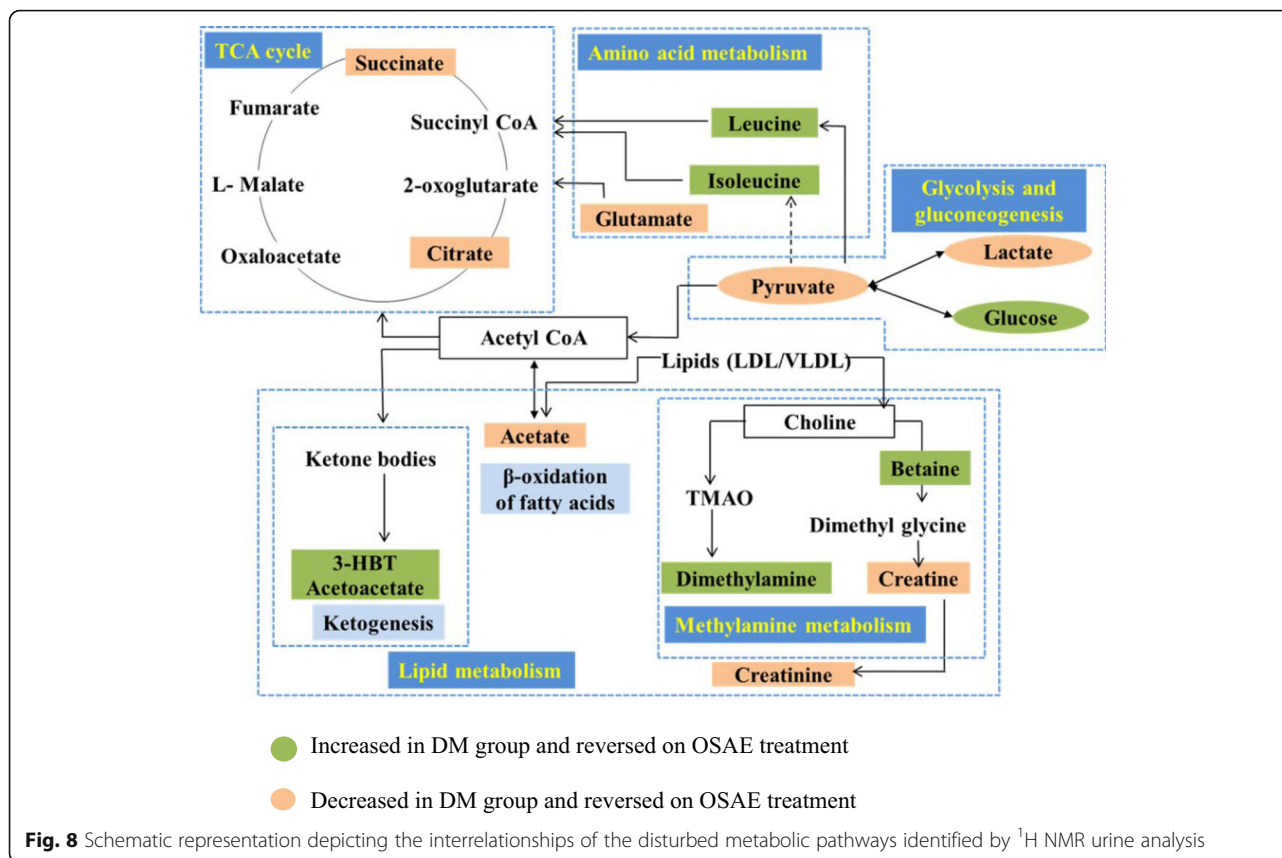 TCA cycle
Succinate
Fumarate
Succinyl CoA
L- Malate
2-oxoglutarate
Oxaloacetate
Citrate
Amino acid metabolism
Leucine
Isoleucine
Glutamate
Glycolysis and
gluconeogenesis
Lactate
Pyruvate
Glucose
Acetyl CoA
Lipids (LDL/VLDL)
Acetate
β-oxidation
of fatty acids
Ketone bodies
3-HBT
Acetoacetate
Ketogenesis
Choline
Betaine
TMAO
Dimethyl glycine
Dimethylamine
Creatine
Methylamine metabolism
Lipid metabolism
Creatinine
Increased in DM group and reversed on OSAE treatment
Decreased in DM group and reversed on OSAE treatment
Fig. 8 Schematic representation depicting the interrelationships of the disturbed metabolic pathways identified by ¹H NMR urine analysis